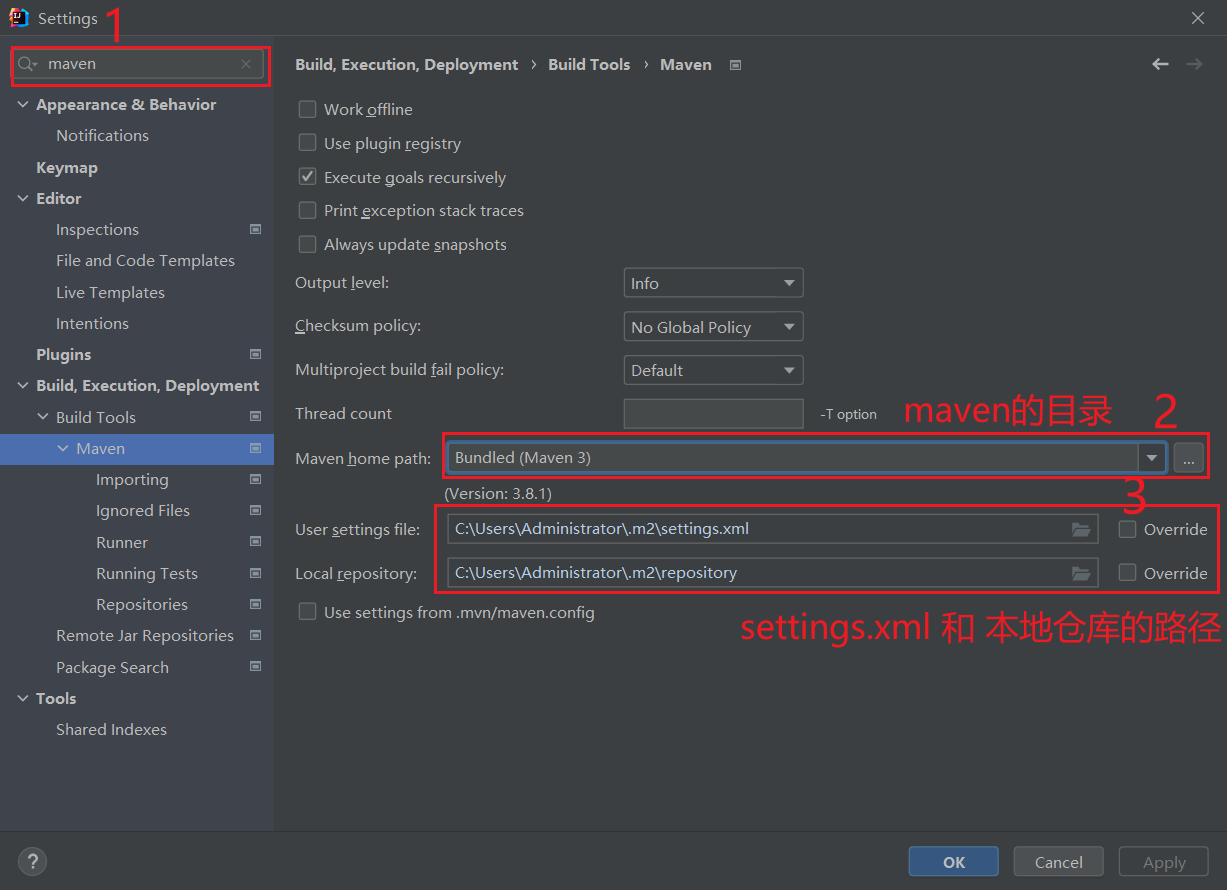 Settings 1
maven
Appearance & Behavior
Notifications
Keymap
Editor
Inspections
File and Code Templates
Live Templates
Intentions
Plugins
Build, Execution, Deployment
Build Tools
Maven
Importing
Ignored Files
Runner
Running Tests
Repositories
Remote Jar Repositories
Package Search
Tools
Shared Indexes
Build, Execution, Deployment › Build Tools › Maven
Work offline
Use plugin registry
Execute goals recursively
Print exception stack traces
Always update snapshots
Output level: Info
Checksum policy: No Global Policy
Multiproject build fail policy: Default
Thread count -T option
maven的目录 2
Maven home path: Bundled (Maven 3) ...
(Version: 3.8.1) 3
User settings file: C:\Users\Administrator\.m2\settings.xml Override
Local repository: C:\Users\Administrator\.m2\repository Override
Use settings from .mvn/maven.config
settings.xml 和 本地仓库的路径
? OK Cancel Apply